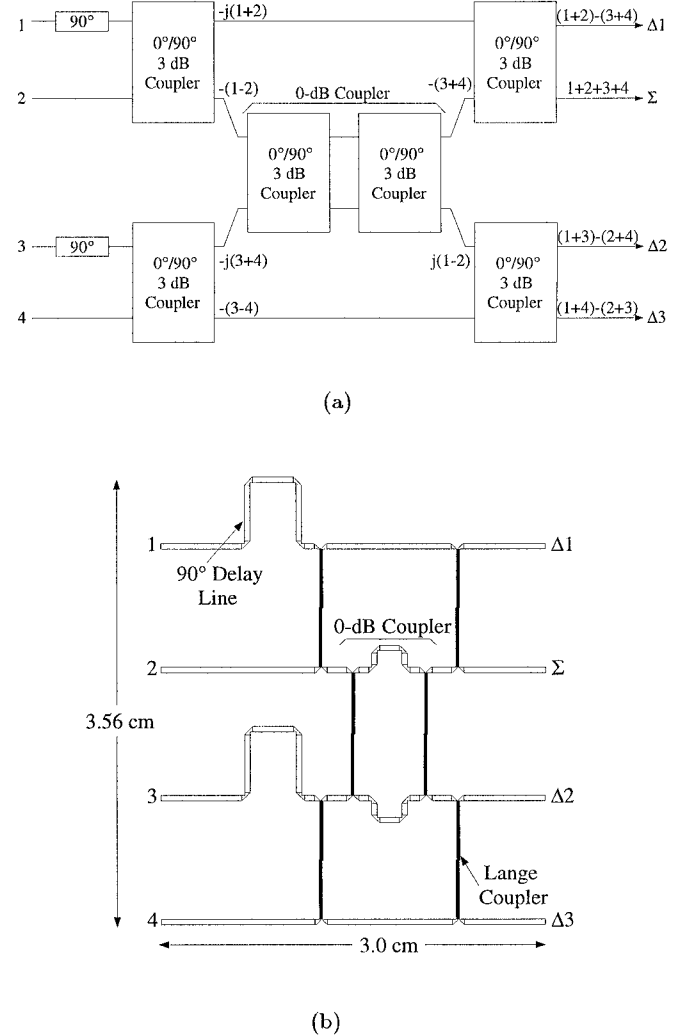 1 90° -j(1+2) (1+2)-(3+4) Δ1
0°/90°
3 dB
Coupler
0°/90°
3 dB
Coupler
2 -(1-2) 0-dB Coupler -(3+4) 1+2+3+4 Σ
0°/90°
3 dB
Coupler
0°/90°
3 dB
Coupler
3 90° -j(3+4) j(1-2) (1+3)-(2+4) Δ2
0°/90°
3 dB
Coupler
0°/90°
3 dB
Coupler
4 -(3-4) (1+4)-(2+3) Δ3
(a)
1 Δ1
90° Delay
Line
0-dB Coupler
2 Σ
3.56 cm
3 Δ2
Lange
Coupler
4 Δ3
3.0 cm
(b)